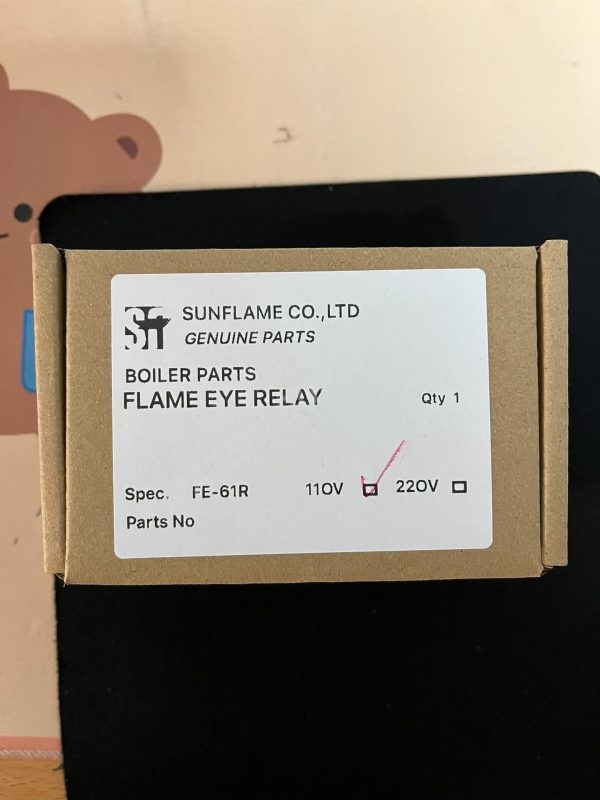 Sf SUNFLAME CO.,LTD
GENUINE PARTS
BOILER PARTS
FLAME EYE RELAY Qty 1
Spec. FE-61R 110V 220V
Parts No